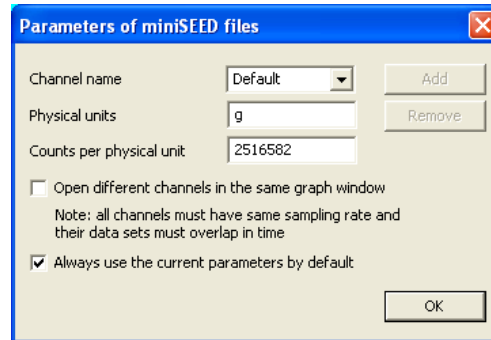 Parameters of miniSEED files
Channel name Default Add
Physical units g Remove
Counts per physical unit 2516582
Open different channels in the same graph window
Note: all channels must have same sampling rate and
their data sets must overlap in time
Always use the current parameters by default
OK